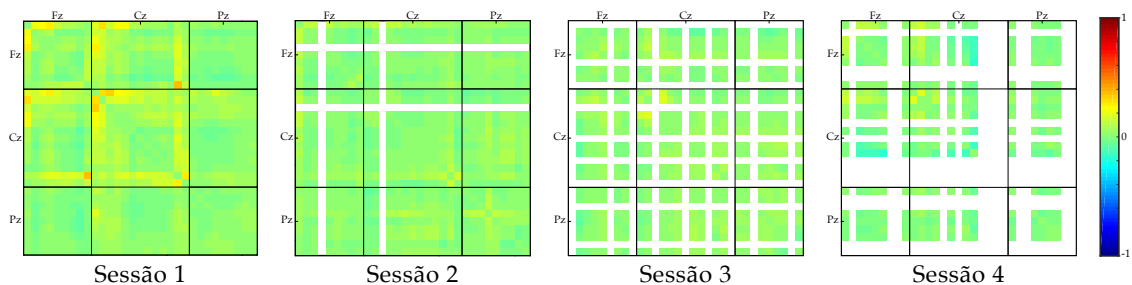 Fz Cz Pz Fz Cz Pz Fz Cz Pz Fz Cz Pz
1
Fz Fz Fz Fz
Cz Cz Cz Cz 0
Pz Pz Pz Pz
-1
Sessão 1 Sessão 2 Sessão 3 Sessão 4